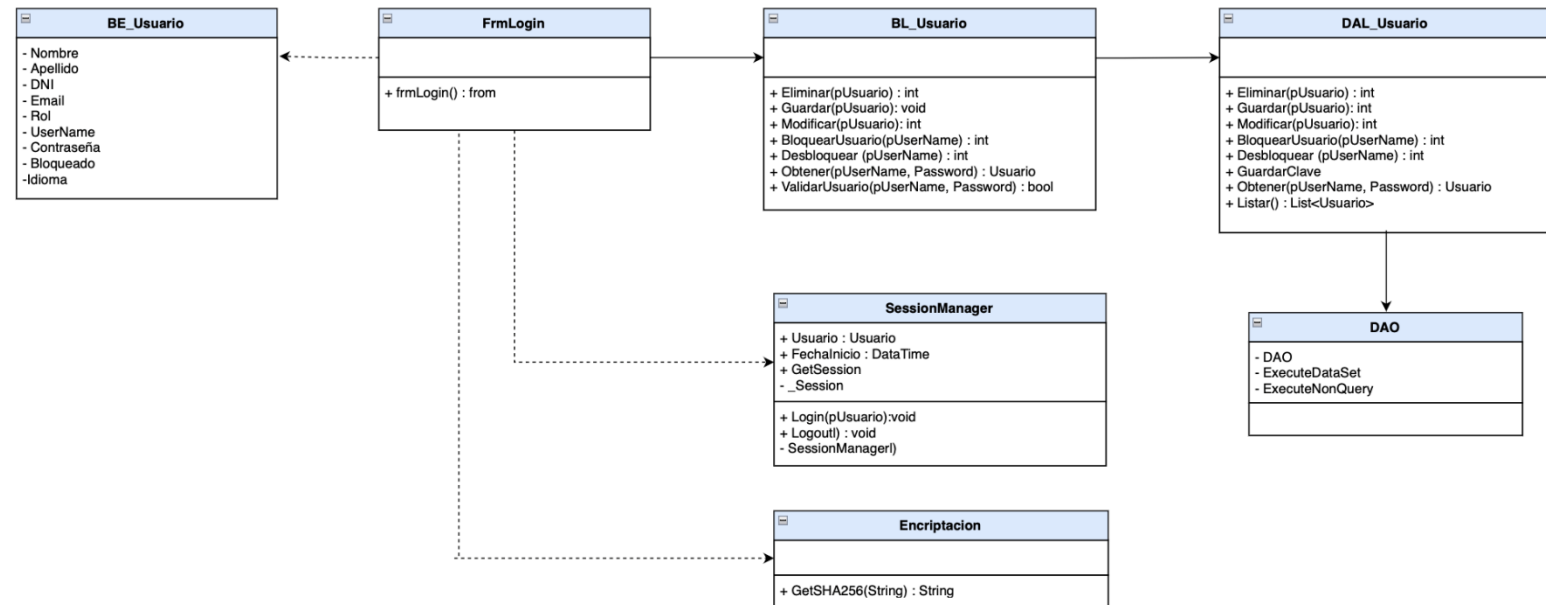 BE_Usuario
- Nombre
- Apellido
- DNI
- Email
- Rol
- UserName
- Contraseña
- Bloqueado
-Idioma
FrmLogin
+ frmLogin() : from
BL_Usuario
+ Eliminar(pUsuario) : int
+ Guardar(pUsuario): void
+ Modificar(pUsuario): int
+ BloquearUsuario(pUserName) : int
+ Desbloquear (pUserName) : int
+ Obtener(pUserName, Password) : Usuario
+ ValidarUsuario(pUserName, Password) : bool
DAL_Usuario
+ Eliminar(pUsuario) : int
+ Guardar(pUsuario): int
+ Modificar(pUsuario): int
+ BloquearUsuario(pUserName) : int
+ Desbloquear (pUserName) : int
+ GuardarClave
+ Obtener(pUserName, Password) : Usuario
+ Listar() : List<Usuario>
SessionManager
+ Usuario : Usuario
+ FechaInicio : DataTime
+ GetSession
- _Session
+ Login(pUsuario):void
+ Logoutl) : void
- SessionManagerl)
DAO
- DAO
- ExecuteDataSet
- ExecuteNonQuery
Encriptacion
+ GetSHA256(String) : String